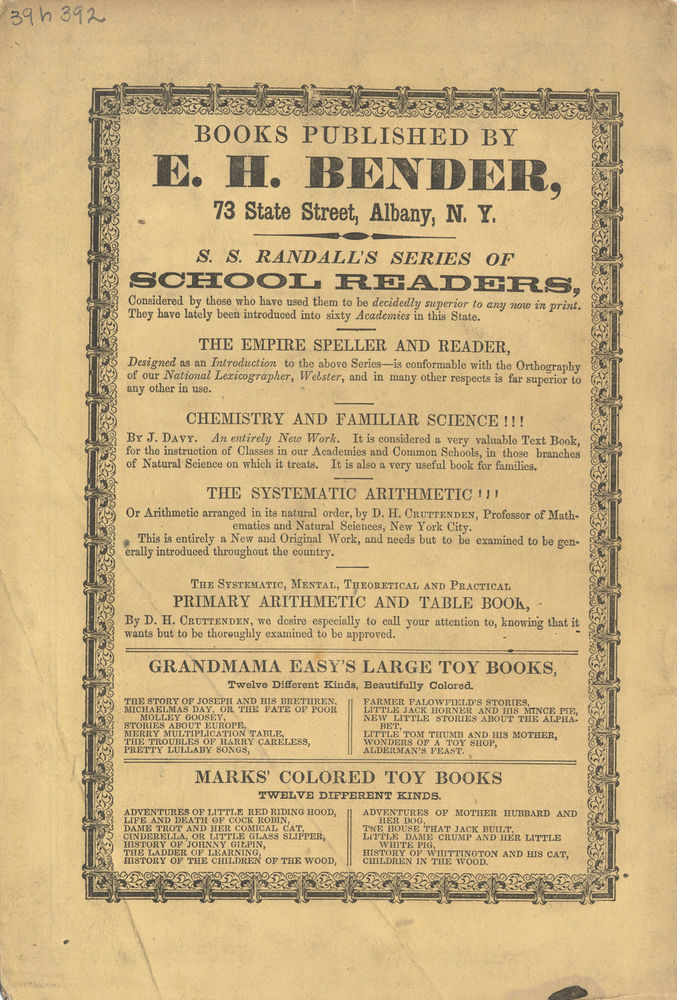 39h392
BOOKS PUBLISHED BY
E. H. BENDER,
73 State Street, Albany, N. Y.
S. S. RANDALL'S SERIES OF
SCHOOL READERS,
Considered by those who have used them to be decidedly superior to any now in print.
They have lately been introduced into sixty Academies in this State.
THE EMPIRE SPELLER AND READER,
Designed as an Introduction to the above Series—is conformable with the Orthography
of our National Lexicographer, Webster, and in many other respects is far superior to
any other in use.
CHEMISTRY AND FAMILIAR SCIENCE!!!
BY J. DAVY. An entirely New Work. It is considered a very valuable Text Book,
for the instruction of Classes in our Academies and Common Schools, in those branches
of Natural Science on which it treats. It is also a very useful book for families.
THE SYSTEMATIC ARITHMETIC!!!
Or Arithmetic arranged in its natural order, by D. H. CRUTTENDEN, Professor of Math-
ematics and Natural Sciences, New York City.
This is entirely a New and Original Work, and needs but to be examined to be gen-
erally introduced throughout the country.
THE SYSTEMATIC, MENTAL, THEORETICAL AND PRACTICAL
PRIMARY ARITHMETIC AND TABLE BOOK,
By D. H. CRUTTENDEN, we desire especially to call your attention to, knowing that it
wants but to be thoroughly examined to be approved.
GRANDMAMA EASY'S LARGE TOY BOOKS,
Twelve Different Kinds, Beautifully Colored.
THE STORY OF JOSEPH AND HIS BRETHREN,
MICHAELMAS DAY, OR THE FATE OF POOR
MOLLEY GOOSEY,
STORIES ABOUT EUROPE,
MERRY MULTIPLICATION TABLE,
THE TROUBLES OF HARRY CARELESS,
PRETTY LULLABY SONGS,
FARMER FALOWFIELD'S STORIES,
LITTLE JACK HORNER AND HIS MINCE PIE,
NEW LITTLE STORIES ABOUT THE ALPHA-
BET,
LITTLE TOM THUMB AND HIS MOTHER,
WONDERS OF A TOY SHOP,
ALDERMAN'S FEAST.
MARKS' COLORED TOY BOOKS
TWELVE DIFFERENT KINDS.
ADVENTURES OF LITTLE RED RIDING HOOD,
LIFE AND DEATH OF COCK ROBIN,
DAME TROT AND HER COMICAL CAT,
CINDERELLA, OR LITTLE GLASS SLIPPER,
HISTORY OF JOHNNY GILPIN,
THE LADDER OF LEARNING,
HISTORY OF THE CHILDREN OF THE WOOD,
ADVENTURES OF MOTHER HUBBARD AND
HER DOG,
THE HOUSE THAT JACK BUILT,
LITTLE DAME CRUMP AND HER LITTLE
WHITE PIG,
HISTORY OF WHITTINGTON AND HIS CAT,
CHILDREN IN THE WOOD.